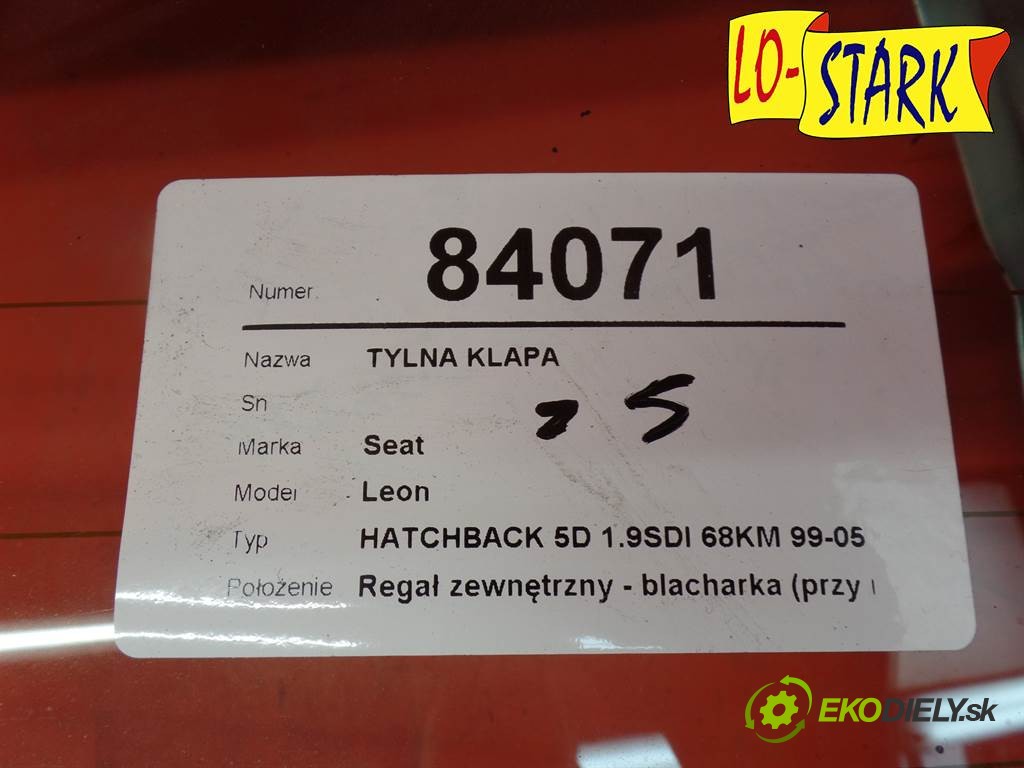 LO-STARK
Numer 84071
Nazwa TYLNA KLAPA
Sn
Marka Seat
Model Leon
Typ HATCHBACK 5D 1.9SDI 68KM 99-05
Położenie Regał zewnętrzny - blacharka (przy
EKODIELY.sk